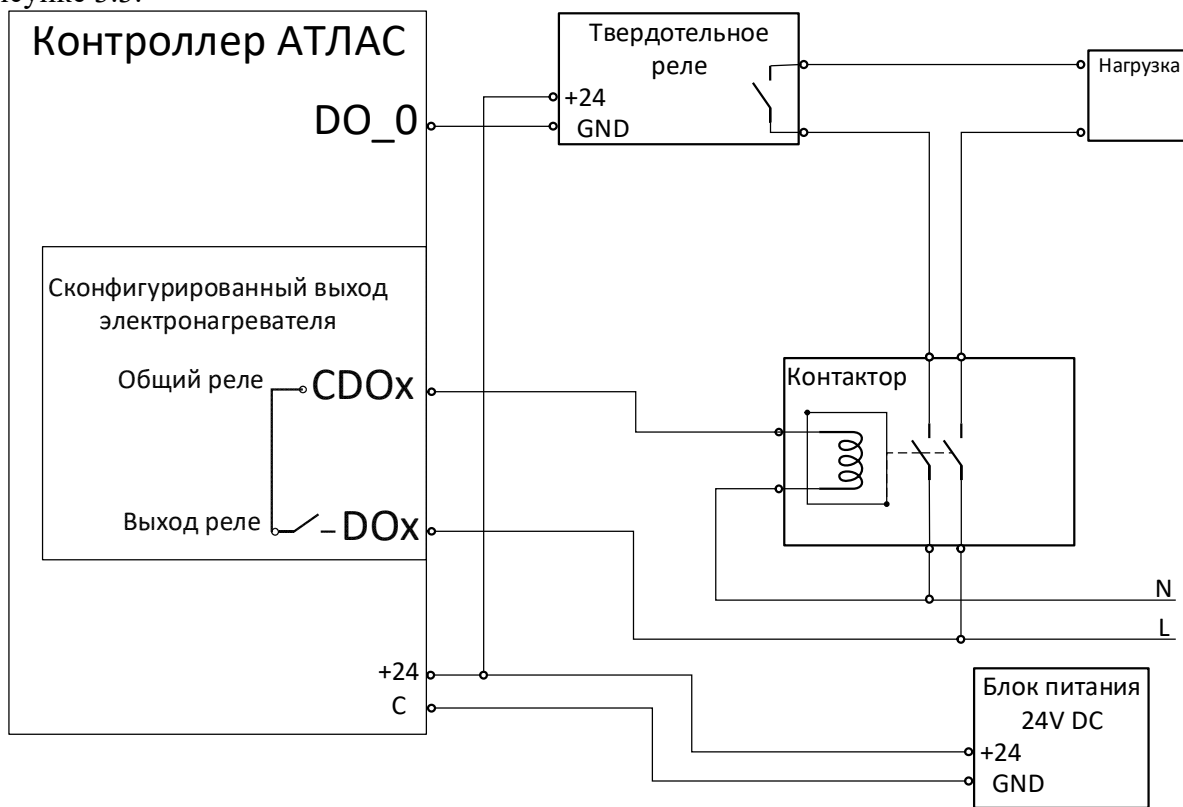 Контроллер АТЛАС
DO_0
Твердотельное
реле
+24
GND
Нагрузка
Сконфигурированный выход
электронагревателя
Общий реле
CDOx
Выход реле
DOx
Контактор
N
L
+24
C
Блок питания
24V DC
+24
GND